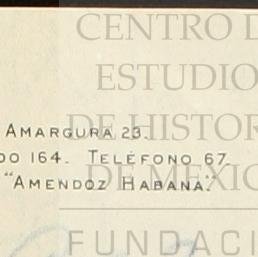 CENTRO D
ESTUDIO
DE HISTOR
DE MEXIC
FUNDACI
AMARGURA 23.
DO 164. TELÉFONO 67.
"AMENDOZ HABANA."